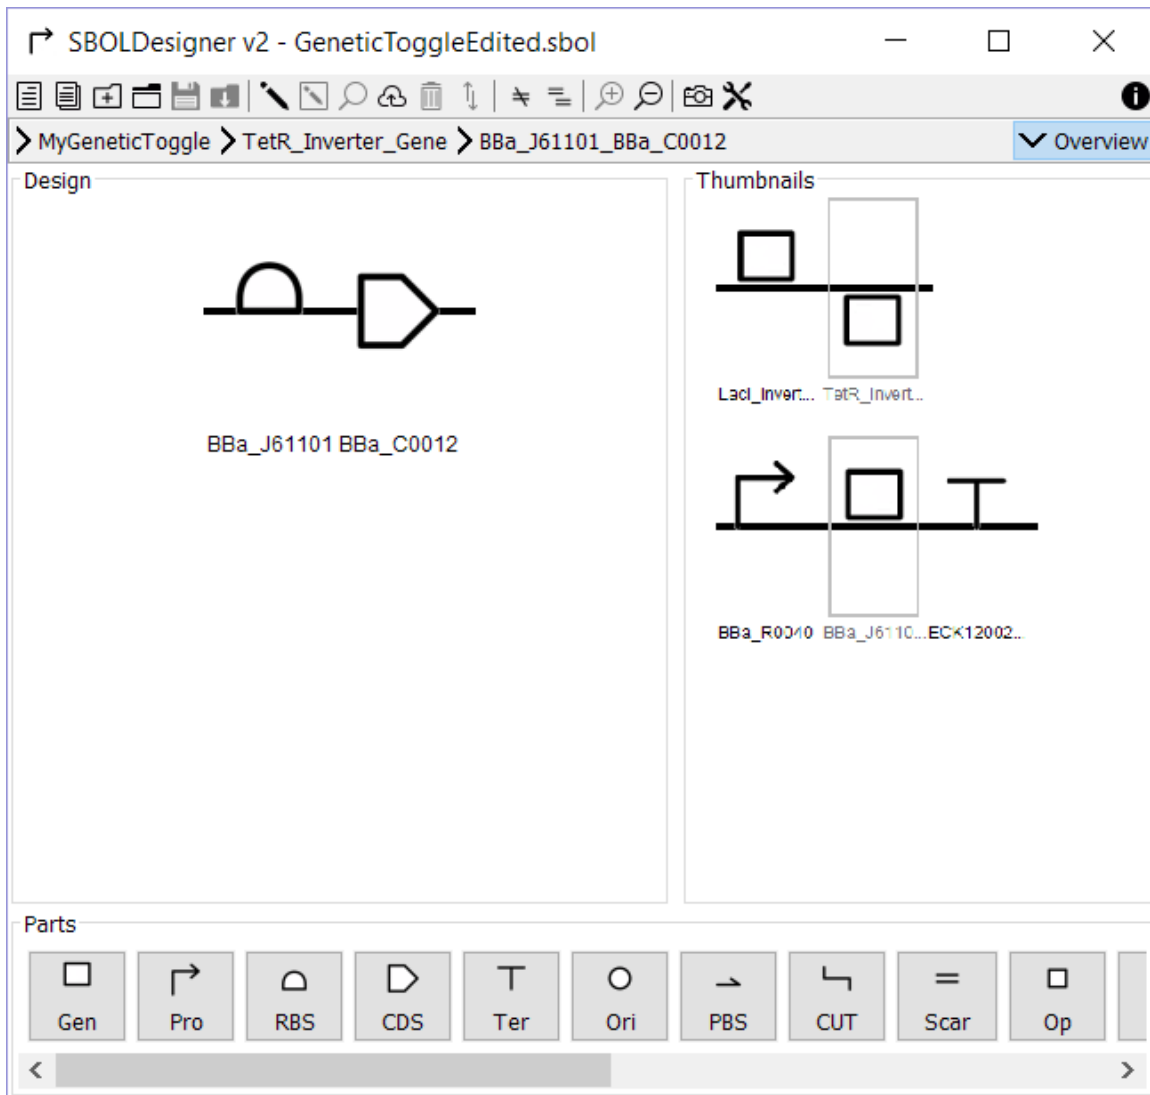 SBOLDesigner v2 - GeneticToggleEdited.sbol
MyGeneticToggle TetR_Inverter_Gene BBa_J61101_BBa_C0012 Overview
Design
Thumbnails
BBa_J61101 BBa_C0012
LacI_Invert... TetR_Invert...
BBa_R0040 BBa_J6110... ECK12002...
Parts
Gen Pro RBS CDS Ter Ori PBS CUT Scar Op